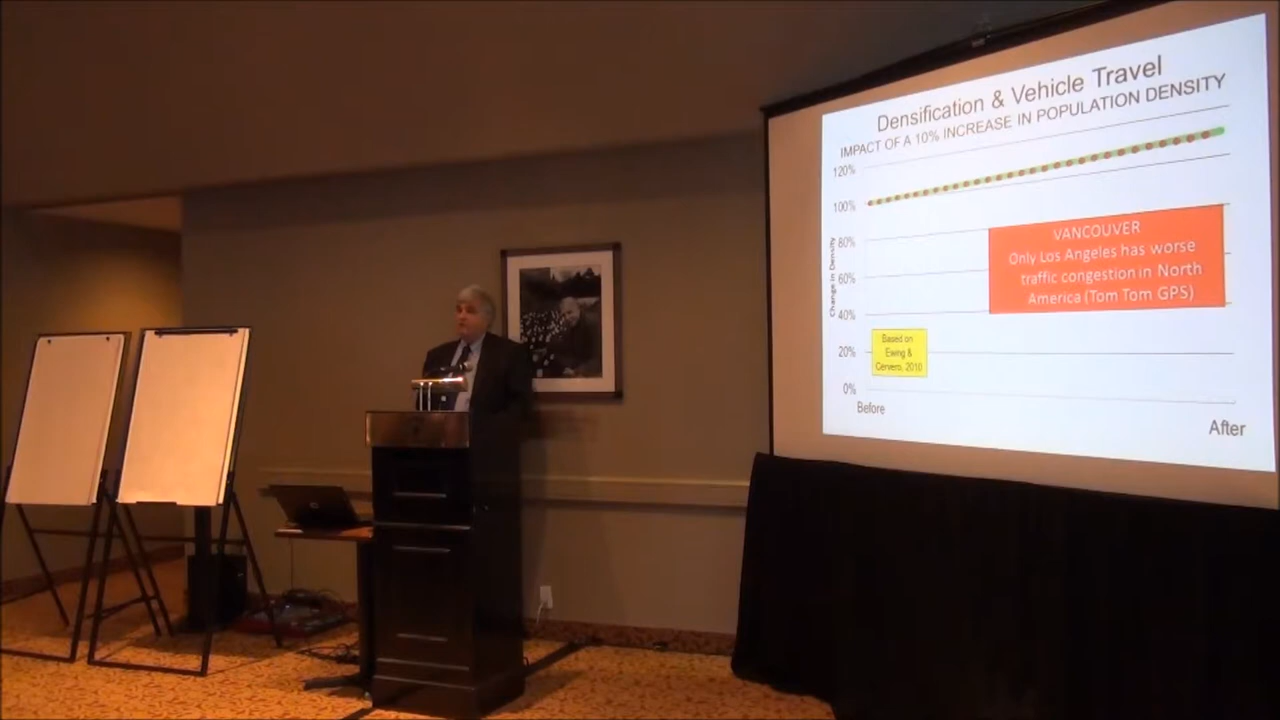 Densification & Vehicle Travel
IMPACT OF A 10% INCREASE IN POPULATION DENSITY
120%
100%
80%
60%
40%
20%
0%
Change in Density
VANCOUVER
Only Los Angeles has worse
traffic congestion in North
America (Tom Tom GPS)
Based on
Ewing &
Cervero, 2010
Before
After